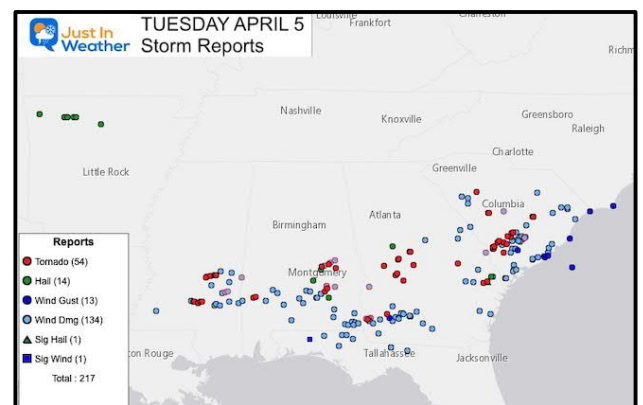 Just In
Weather
TUESDAY APRIL 5
Storm Reports
Louisville
Frankfort
Charleston
Richm
Nashville
Knoxville
Greensboro
Raleigh
Charlotte
Little Rock
Greenville
Columbia
Atlanta
Birmingham
Montgomery
Reports
Tornado (54)
Hail (14)
Wind Gust (13)
Wind Dmg (134)
Sig Hail (1)
Sig Wind (1)
Total : 217
ton Rouge
Tallahassee
Jacksonville